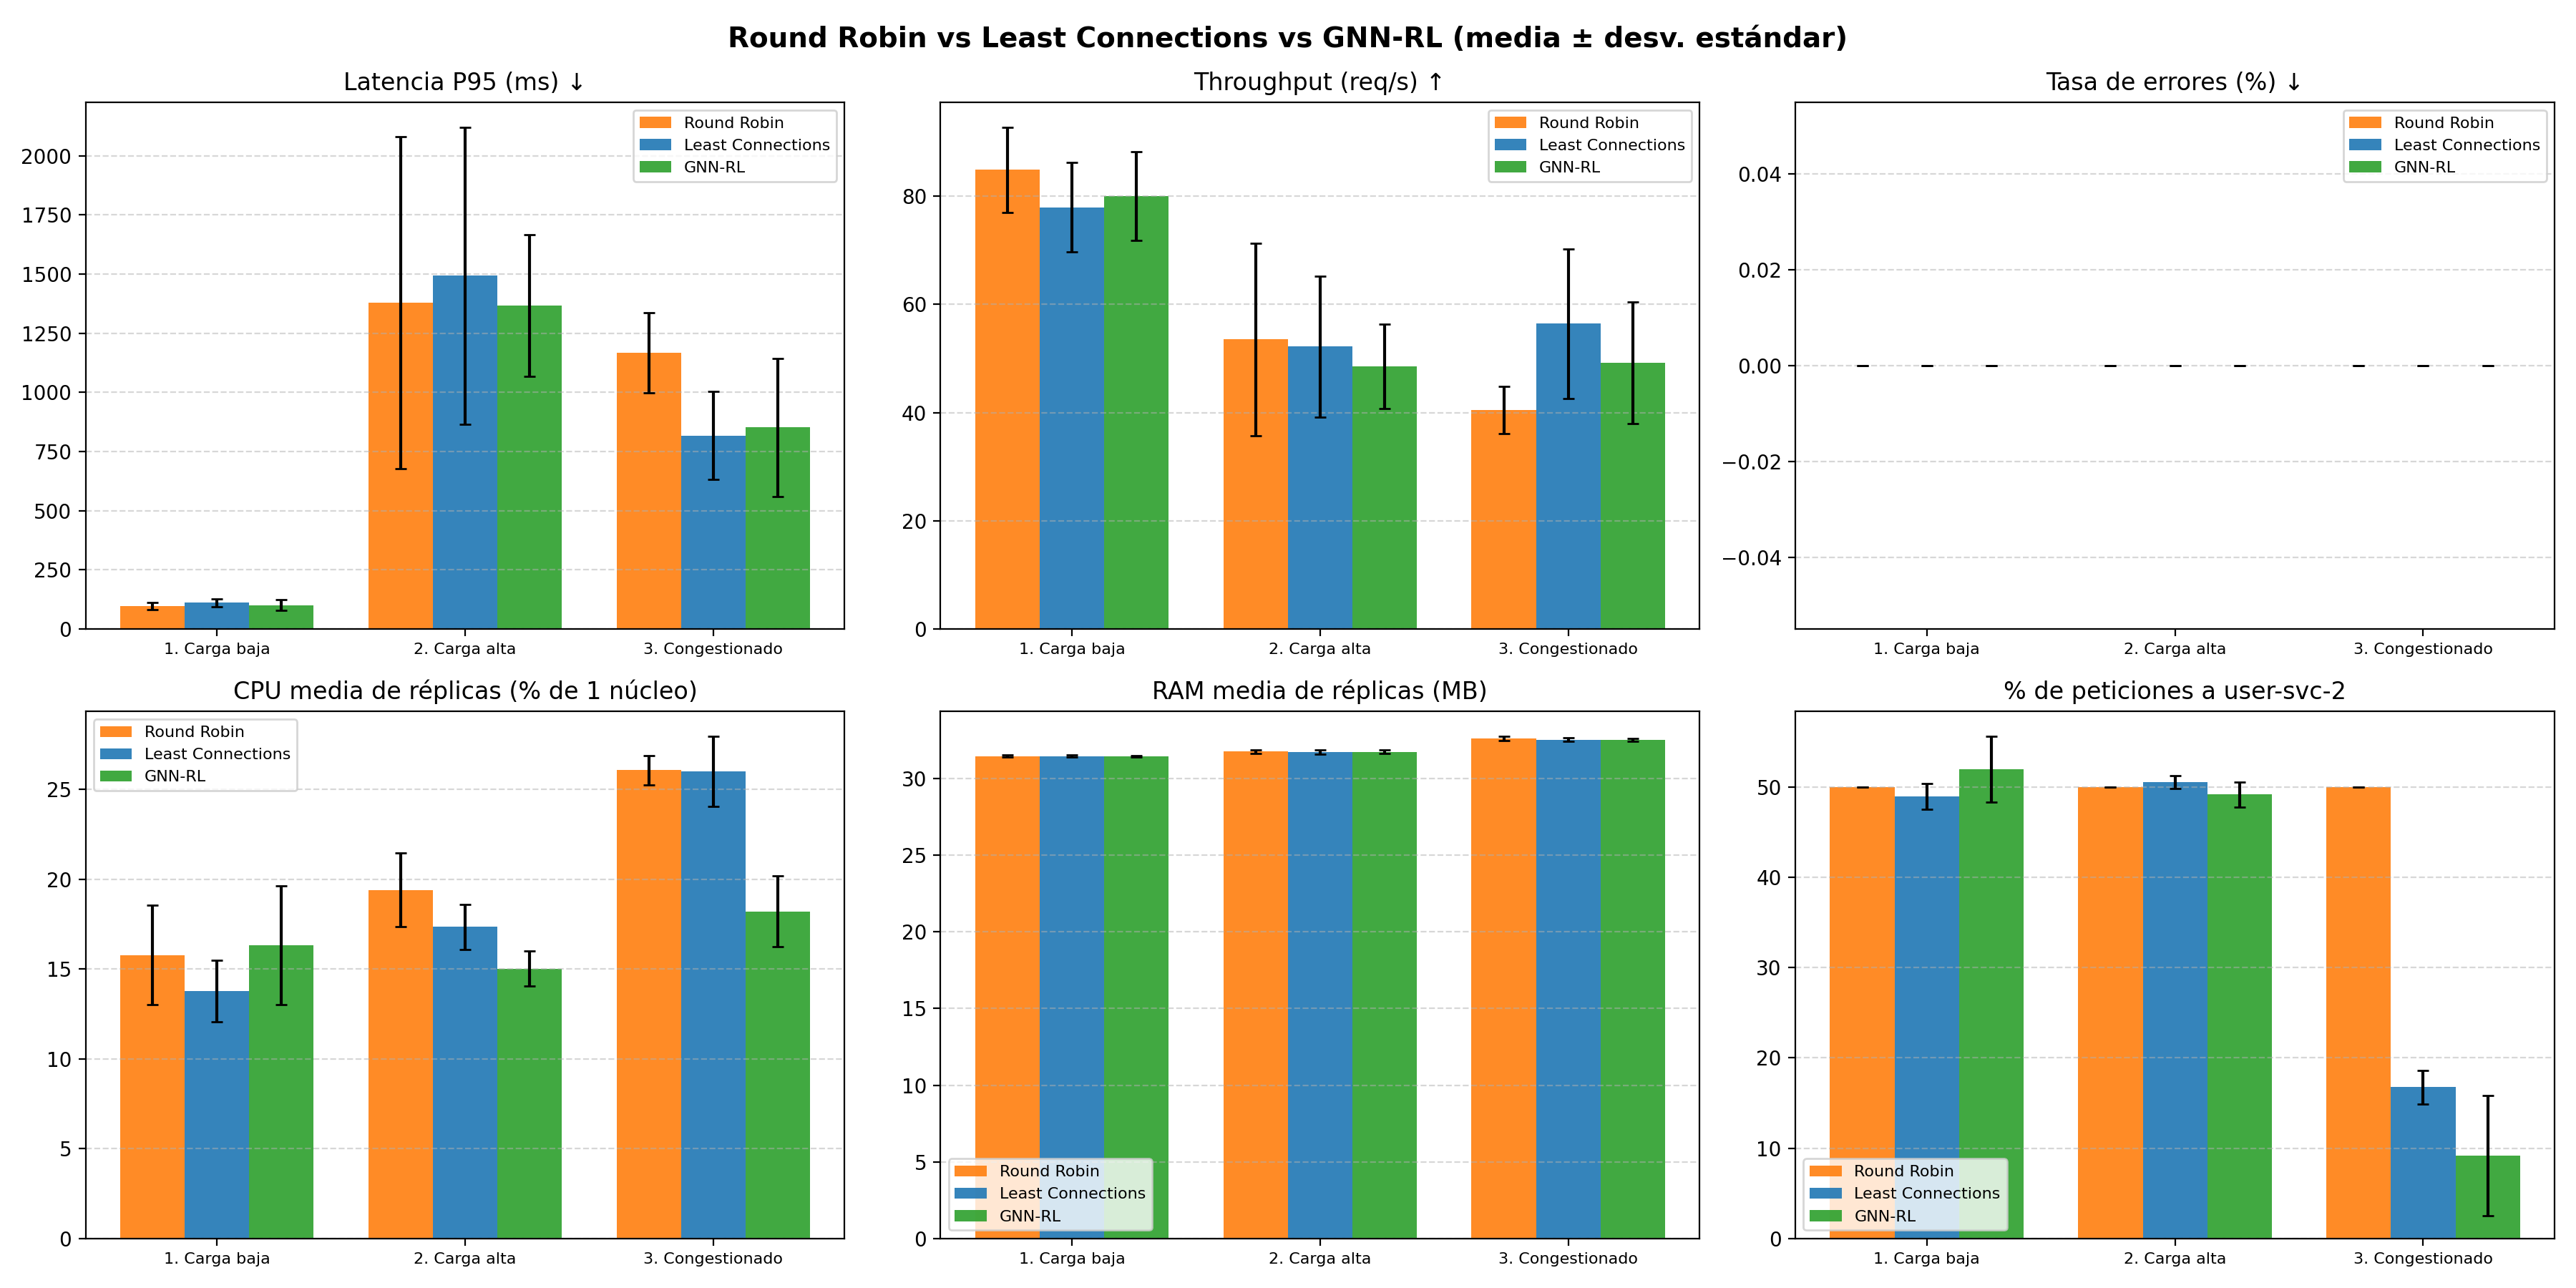 Round Robin vs Least Connections vs GNN-RL (media ± desv. estándar)
Latencia P95 (ms) ↓
2000
1750
1500
1250
1000
750
500
250
0
Round Robin
Least Connections
GNN-RL
1. Carga baja
2. Carga alta
3. Congestionado
Throughput (req/s) ↑
80
60
40
20
0
Round Robin
Least Connections
GNN-RL
1. Carga baja
2. Carga alta
3. Congestionado
Tasa de errores (%) ↓
0.04
0.02
0.00
−0.02
−0.04
Round Robin
Least Connections
GNN-RL
1. Carga baja
2. Carga alta
3. Congestionado
CPU media de réplicas (% de 1 núcleo)
25
20
15
10
5
0
Round Robin
Least Connections
GNN-RL
1. Carga baja
2. Carga alta
3. Congestionado
RAM media de réplicas (MB)
30
25
20
15
10
5
0
Round Robin
Least Connections
GNN-RL
1. Carga baja
2. Carga alta
3. Congestionado
% de peticiones a user-svc-2
50
40
30
20
10
0
Round Robin
Least Connections
GNN-RL
1. Carga baja
2. Carga alta
3. Congestionado